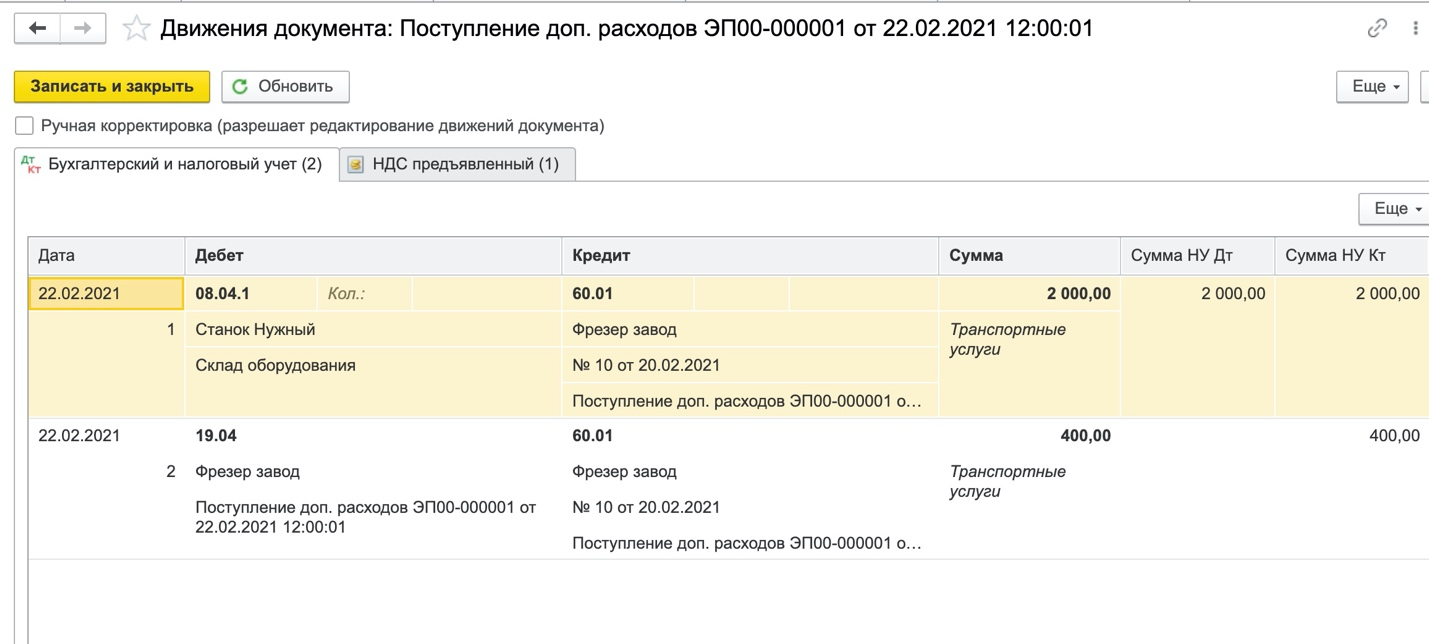 Движения документа: Поступление доп. расходов ЭП00-000001 от 22.02.2021 12:00:01
Записать и закрыть Обновить Еще
Ручная корректировка (разрешает редактирование движений документа)
Дт Кт Бухгалтерский и налоговый учет (2) НДС предъявленный (1)
Еще
Дата Дебет Кредит Сумма Сумма НУ Дт Сумма НУ Кт
22.02.2021 08.04.1 Кол.: 60.01 2 000,00 2 000,00 2 000,00
1 Станок Нужный Фрезер завод Транспортные
услуги
Склад оборудования № 10 от 20.02.2021
Поступление доп. расходов ЭП00-000001 о...
22.02.2021 19.04 60.01 400,00 400,00
2 Фрезер завод Фрезер завод Транспортные
услуги
Поступление доп. расходов ЭП00-000001 от № 10 от 20.02.2021
22.02.2021 12:00:01
Поступление доп. расходов ЭП00-000001 о...